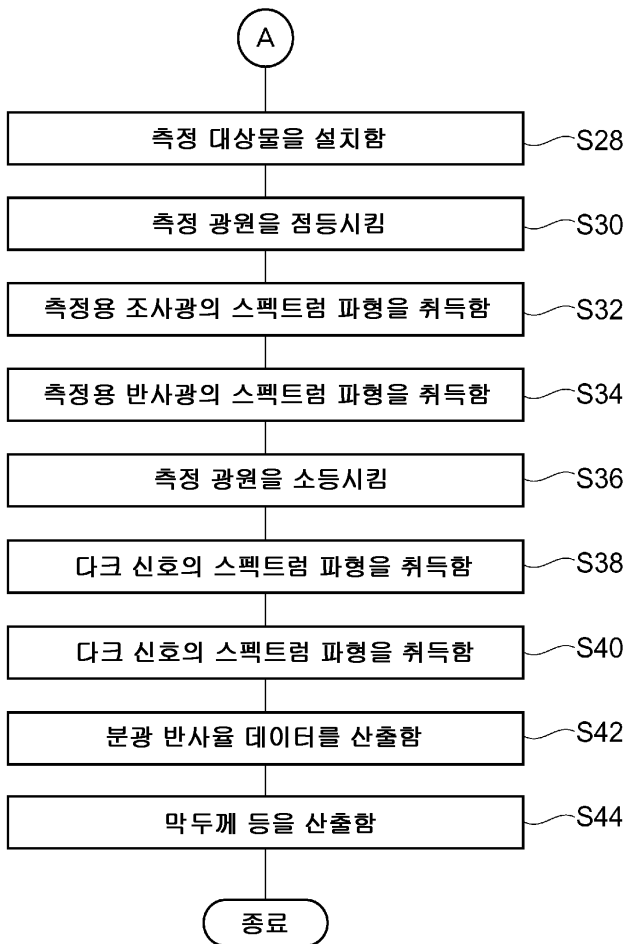 A
측정 대상물을 설치함
S28
측정 광원을 점등시킴
S30
측정용 조사광의 스펙트럼 파형을 취득함
S32
측정용 반사광의 스펙트럼 파형을 취득함
S34
측정 광원을 소등시킴
S36
다크 신호의 스펙트럼 파형을 취득함
S38
다크 신호의 스펙트럼 파형을 취득함
S40
분광 반사율 데이터를 산출함
S42
막두께 등을 산출함
S44
종료